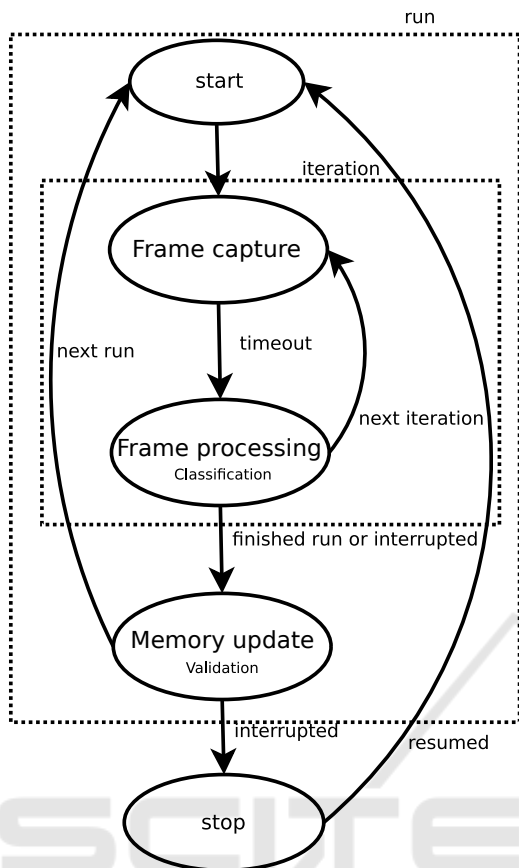 run
start
iteration
Frame capture
timeout
next run
next iteration
Frame processing
Classification
finished run or interrupted
Memory update
Validation
interrupted
resumed
stop
SCITE